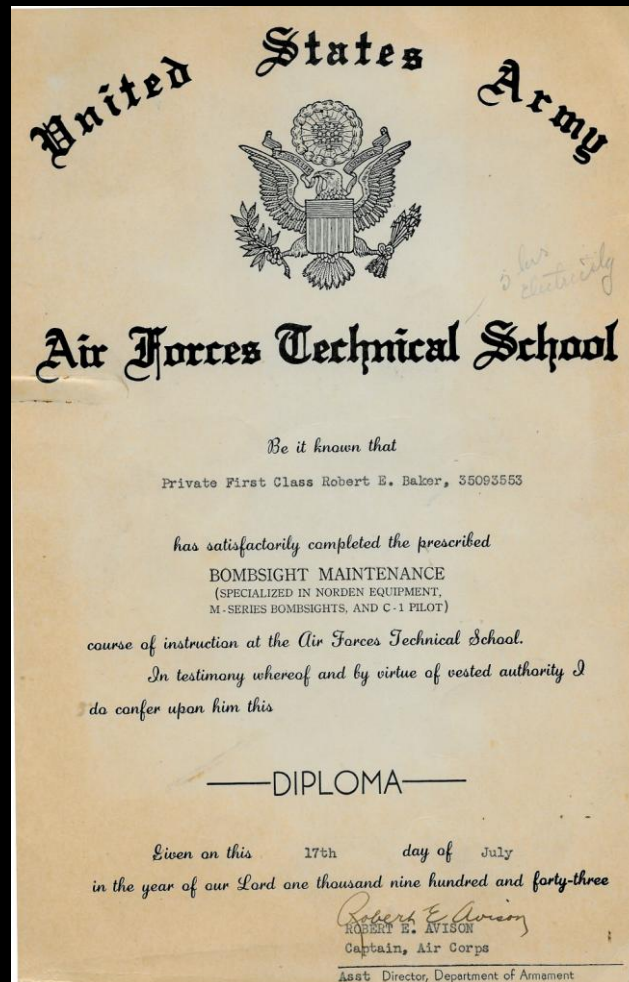 United States Army
5 hrs
electricity
Air Forces Technical School
Be it known that
Private First Class Robert E. Baker, 35093553
has satisfactorily completed the prescribed
BOMBSIGHT MAINTENANCE
(SPECIALIZED IN NORDEN EQUIPMENT,
M-SERIES BOMBSIGHTS, AND C-1 PILOT)
course of instruction at the Air Forces Technical School.
In testimony whereof and by virtue of vested authority I
do confer upon him this
DIPLOMA
Given on this 17th day of July
in the year of our Lord one thousand nine hundred and forty-three
Robert E. Avison
ROBERT E. AVISON
Captain, Air Corps
Asst Director, Department of Armament